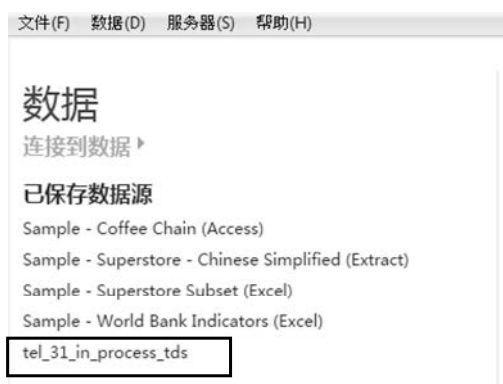 文件(F) 数据(D) 服务器(S) 帮助(H)
数据
连接到数据
已保存数据源
Sample - Coffee Chain (Access)
Sample - Superstore - Chinese Simplified (Extract)
Sample - Superstore Subset (Excel)
Sample - World Bank Indicators (Excel)
tel_31_in_process_tds